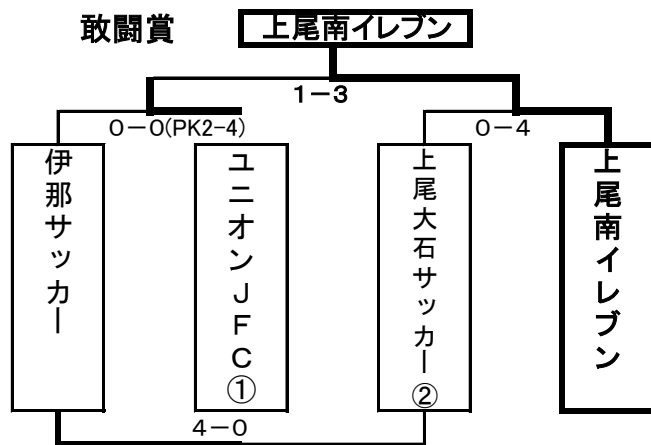 敢闘賞
上尾南イレブン
1－3
0－0(PK2-4)
0－4
伊那サッカー
ユニオンJFC①
上尾大石サッカー②
上尾南イレブン
4－0